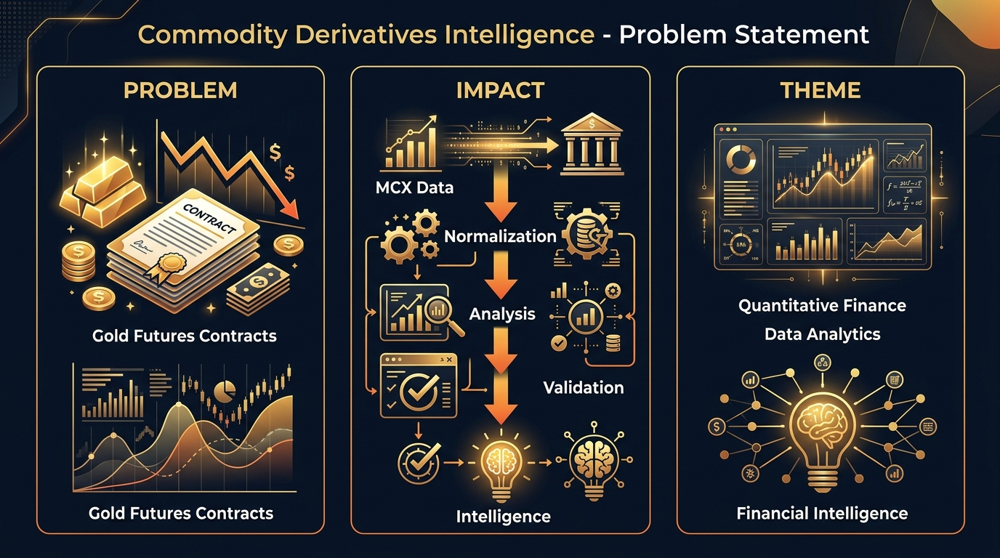 Commodity Derivatives Intelligence - Problem Statement
PROBLEM
$
$
CONTRACT
$
$
$
$
Gold Futures Contracts
Gold Futures Contracts
IMPACT
$
MCX Data
Normalization
Analysis
Validation
Intelligence
THEME
Quantitative Finance
Data Analytics
$
Financial Intelligence